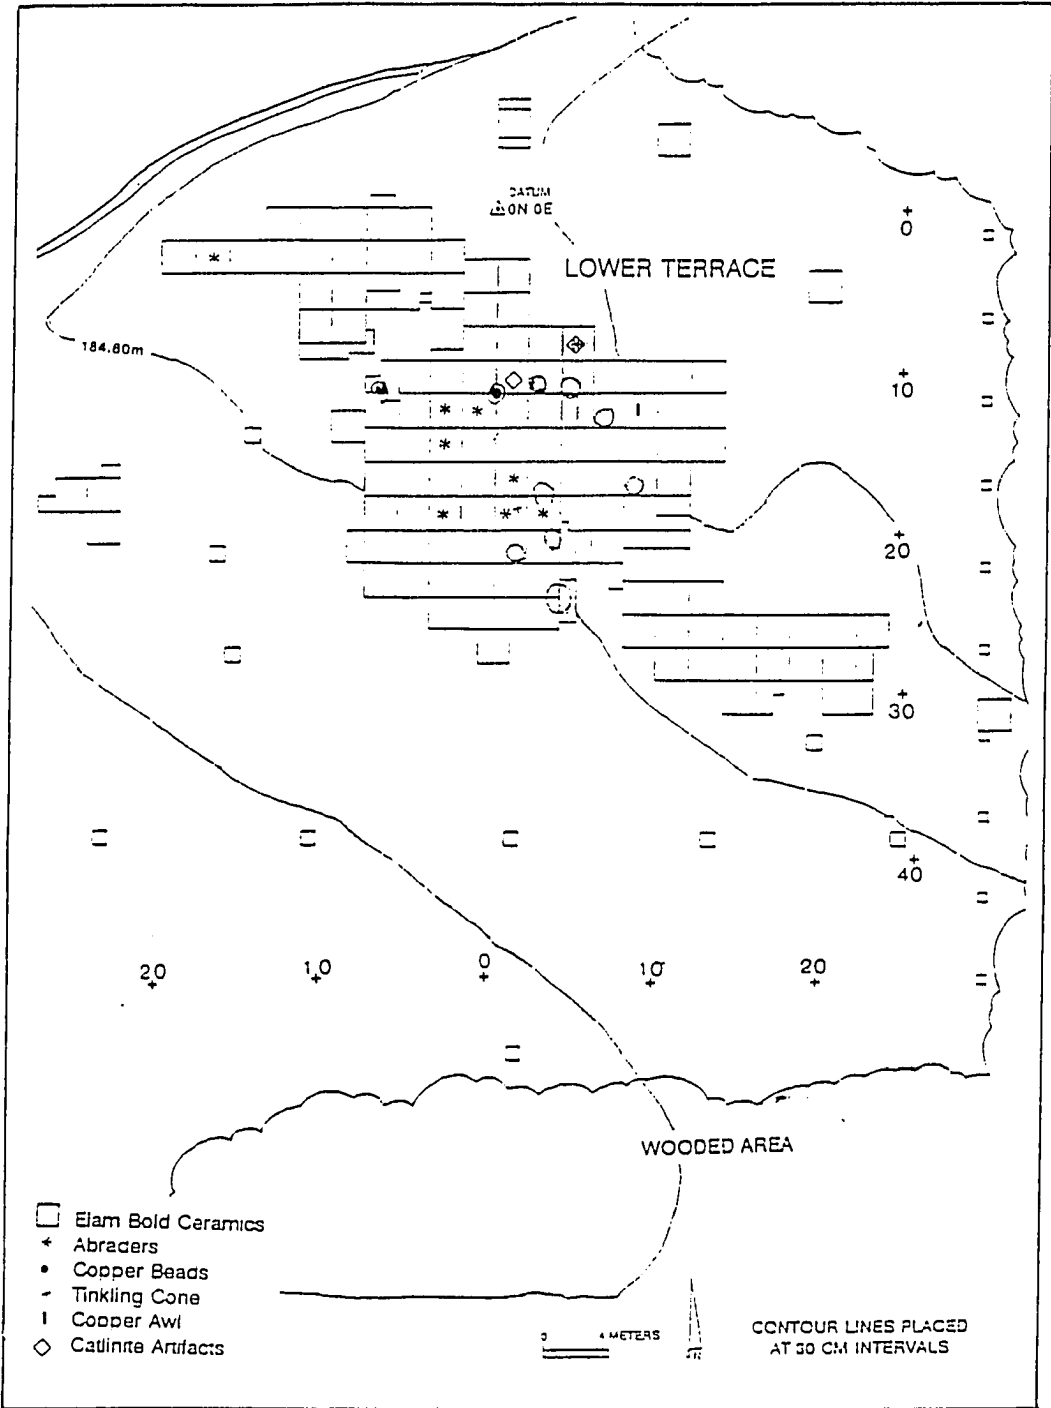 DATUM
0N 0E
LOWER TERRACE
0
184.80m
10
20
30
40
20
10
0
10
20
WOODED AREA
Elam Bold Ceramics
Abraders
Copper Beads
Tinkling Cone
Copper Awl
Catlinite Artifacts
0 4 METERS
CONTOUR LINES PLACED
AT 30 CM INTERVALS